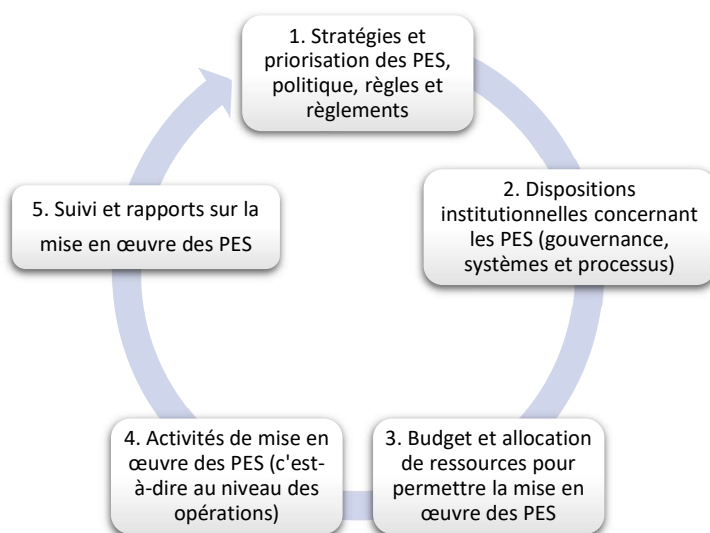 1. Stratégies et
priorisation des PES,
politique, règles et
règlements
2. Dispositions
institutionnelles concernant
les PES (gouvernance,
systèmes et processus)
3. Budget et allocation
de ressources pour
permettre la mise en
œuvre des PES
4. Activités de mise en
œuvre des PES (c'est-
à-dire au niveau des
opérations)
5. Suivi et rapports sur la
mise en œuvre des PES